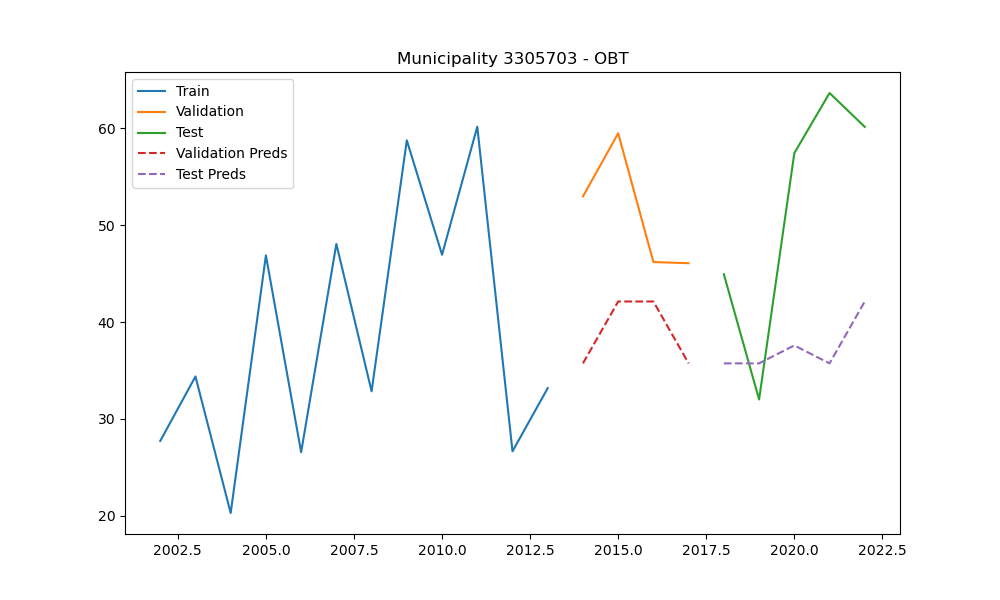 Municipality 3305703 - OBT
Train
Validation
Test
Validation Preds
Test Preds
60
50
40
30
20
2002.5 2005.0 2007.5 2010.0 2012.5 2015.0 2017.5 2020.0 2022.5